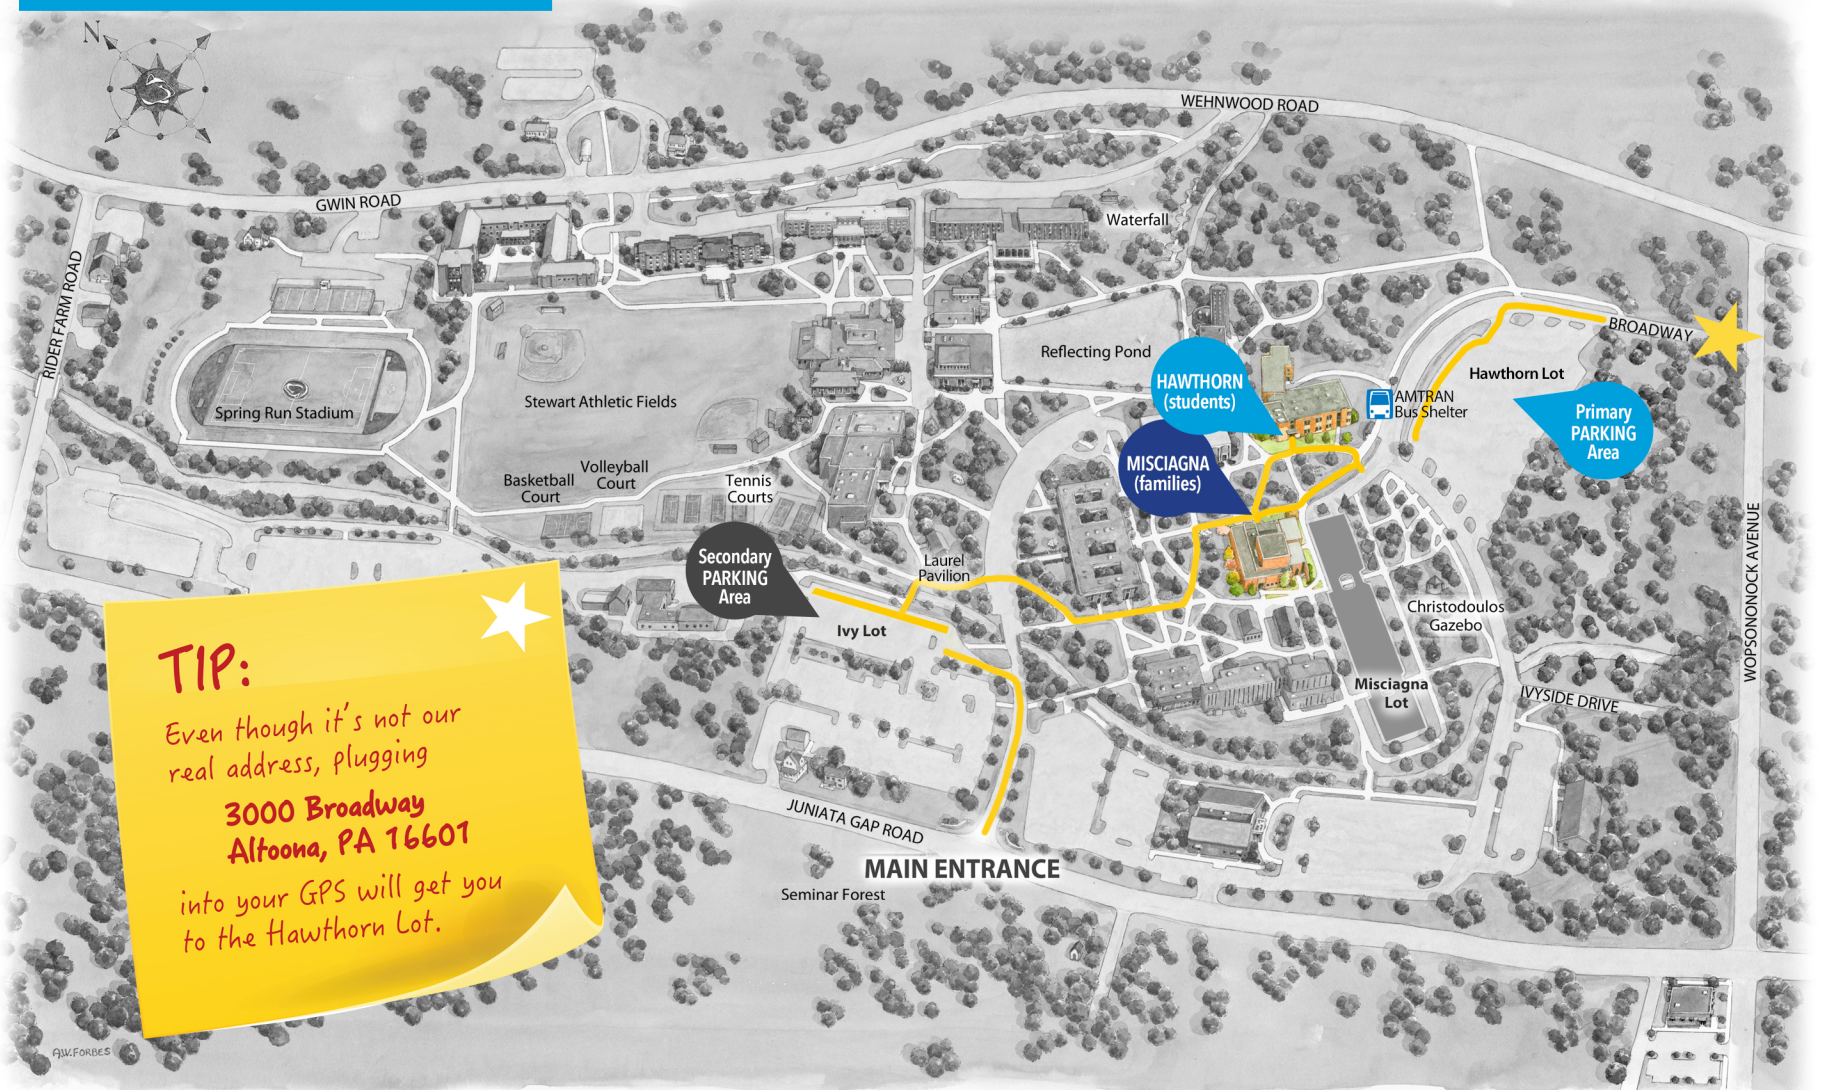 N
WEHNWOOD ROAD
GWIN ROAD
Waterfall
RIDER FARM ROAD
BROADWAY
Reflecting Pond
Hawthorn Lot
HAWTHORN
(students)
AMTRAN
Bus Shelter
Spring Run Stadium
Stewart Athletic Fields
Primary
PARKING
Area
MISCIAGNA
(families)
Volleyball
Court
Basketball
Court
Tennis
Courts
WOPSONONOCK AVENUE
Secondary
PARKING
Area
Laurel
Pavilion
Ivy Lot
Christodoulos
Gazebo
Misciagna
Lot
IVYSIDE DRIVE
TIP:
Even though it's not our
real address, plugging
3000 Broadway
Altoona, PA 16601
into your GPS will get you
to the Hawthorn Lot.
JUNIATA GAP ROAD
MAIN ENTRANCE
Seminar Forest
A.W. FORBES